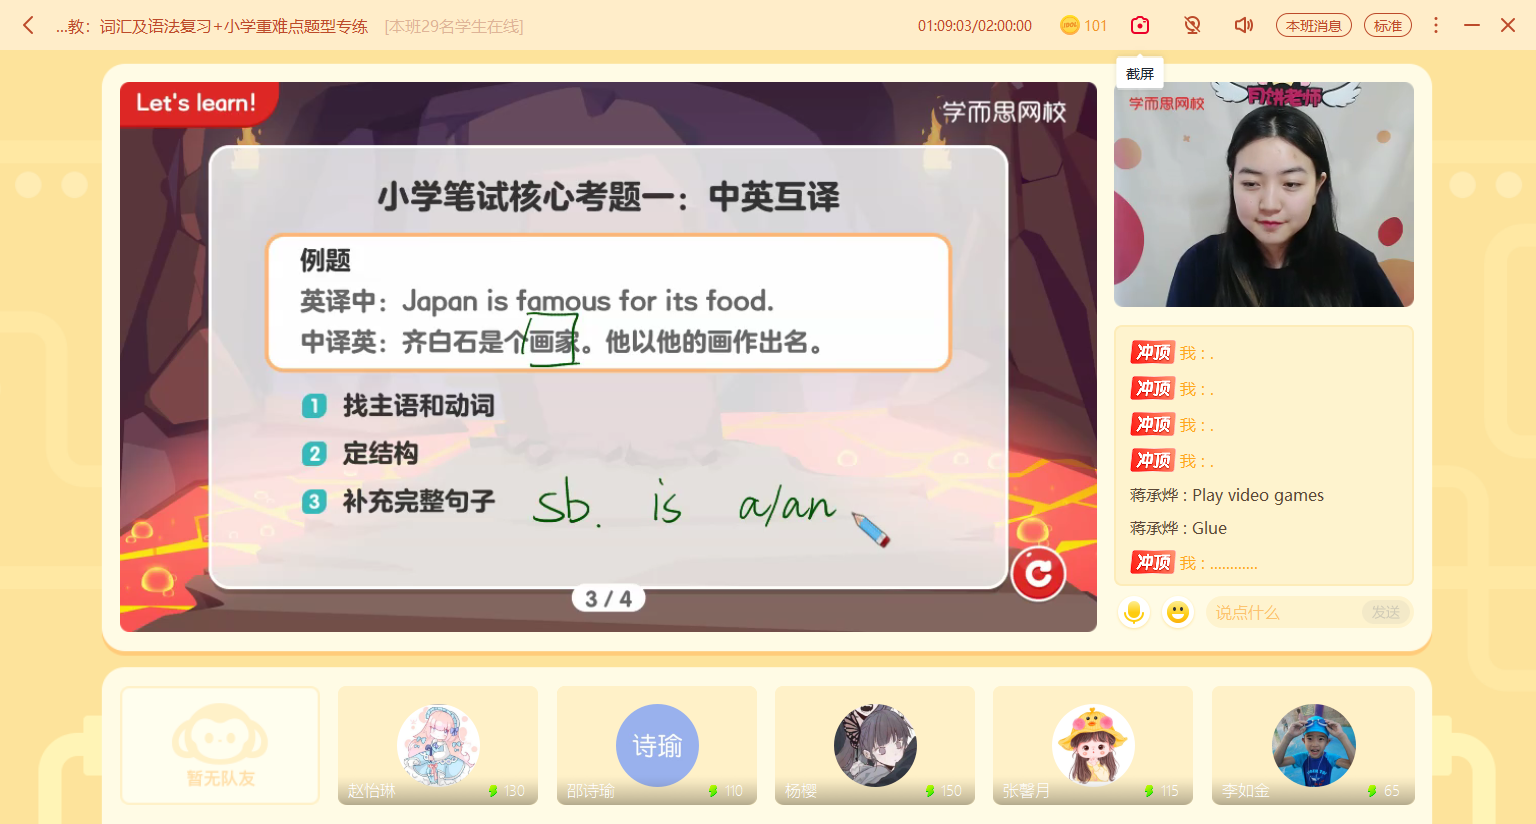 ...教：词汇及语法复习+小学重难点题型专练 [本班29名学生在线]
01:09:03/02:00:00 101 本班消息 标准
截屏
Let's learn!
学而思网校
小学笔试核心考题一：中英互译
例题
英译中：Japan is famous for its food.
中译英：齐白石是个画家。他以他的画作出名。
1 找主语和动词
2 定结构
3 补充完整句子
sb. is a/an
3 / 4
学而思网校
月饼老师
冲顶 我 : .
冲顶 我 : .
冲顶 我 : .
冲顶 我 : .
蒋承烨 : Play video games
蒋承烨 : Glue
冲顶 我 : ............
说点什么 发送
暂无队友
赵怡琳 130
诗瑜
邵诗瑜 110
杨樱 150
张馨月 115
李如金 65